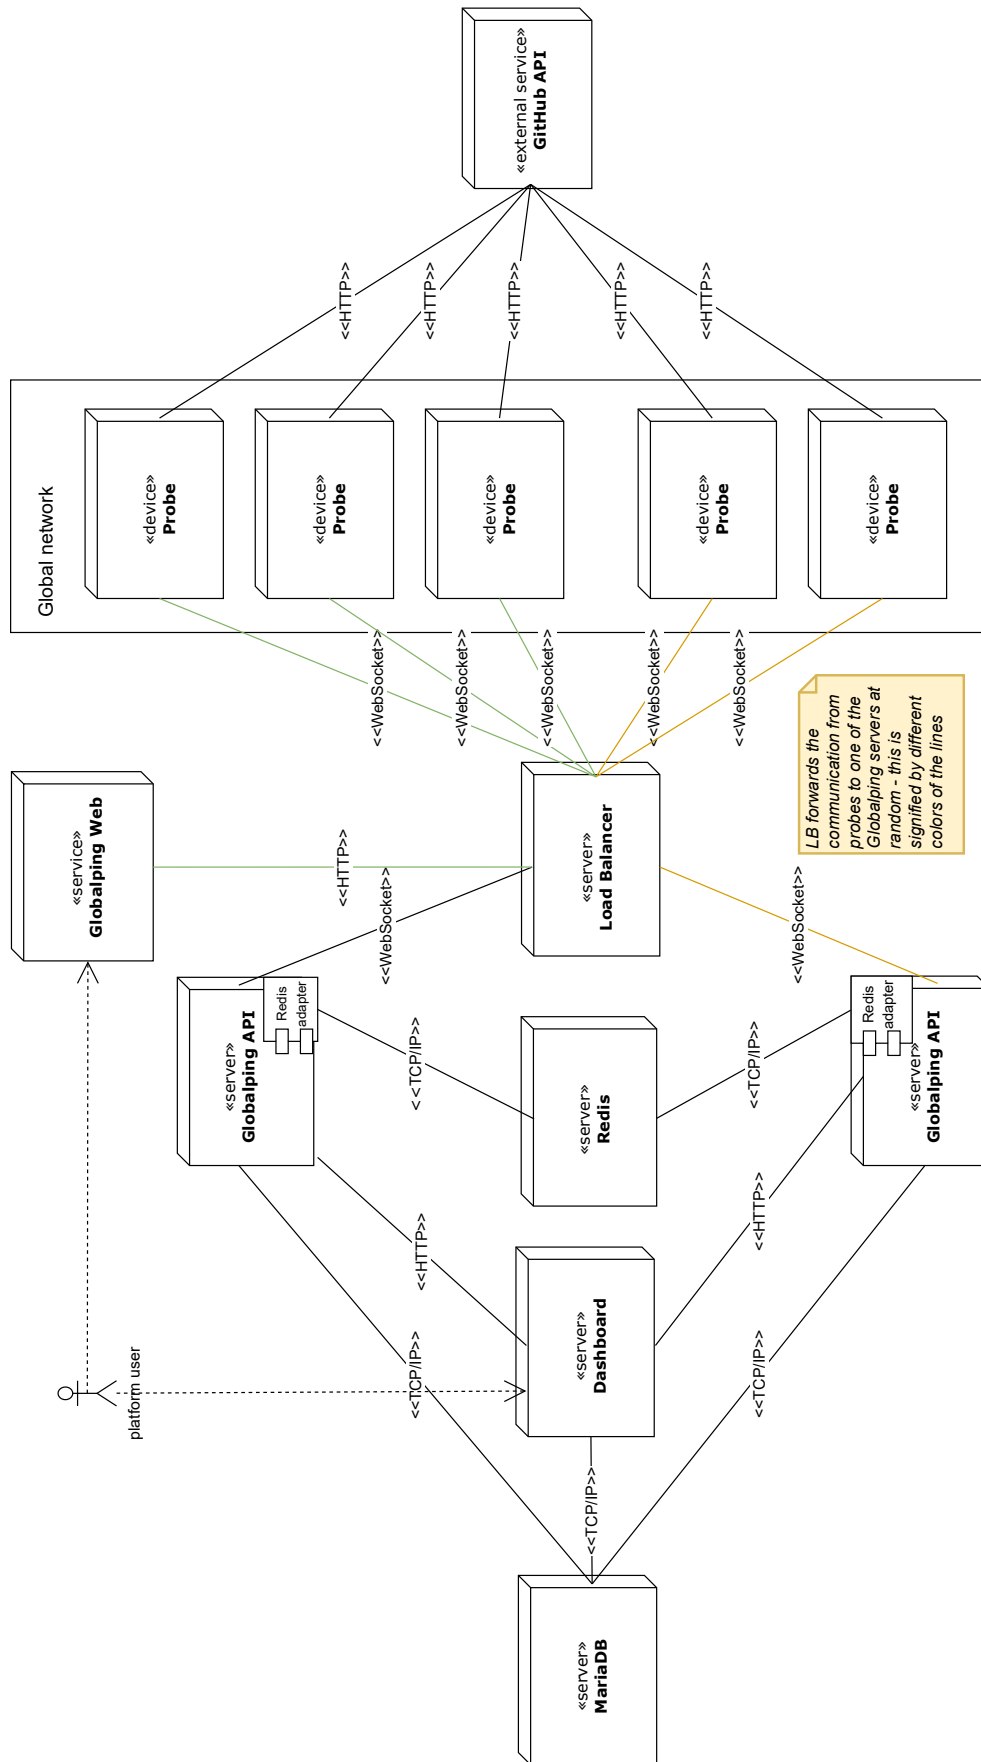 «external service»
GitHub API
<<HTTP>>
<<HTTP>>
<<HTTP>>
<<HTTP>>
<<HTTP>>
Global network
«device»
Probe
«device»
Probe
«device»
Probe
«device»
Probe
«device»
Probe
<<WebSocket>>
<<WebSocket>>
<<WebSocket>>
<<WebSocket>>
<<WebSocket>>
LB forwards the
communication from
probes to one of the
Globalping servers at
random - this is
signified by different
colors of the lines
«service»
Globalping Web
<<HTTP>>
«server»
Load Balancer
<<WebSocket>>
<<WebSocket>>
«server»
Globalping API
Redis
adapter
«server»
Globalping API
Redis
adapter
<<TCP/IP>>
<<TCP/IP>>
«server»
Redis
<<HTTP>>
<<HTTP>>
«server»
Dashboard
platform user
<<TCP/IP>>
<<TCP/IP>>
<<TCP/IP>>
«server»
MariaDB